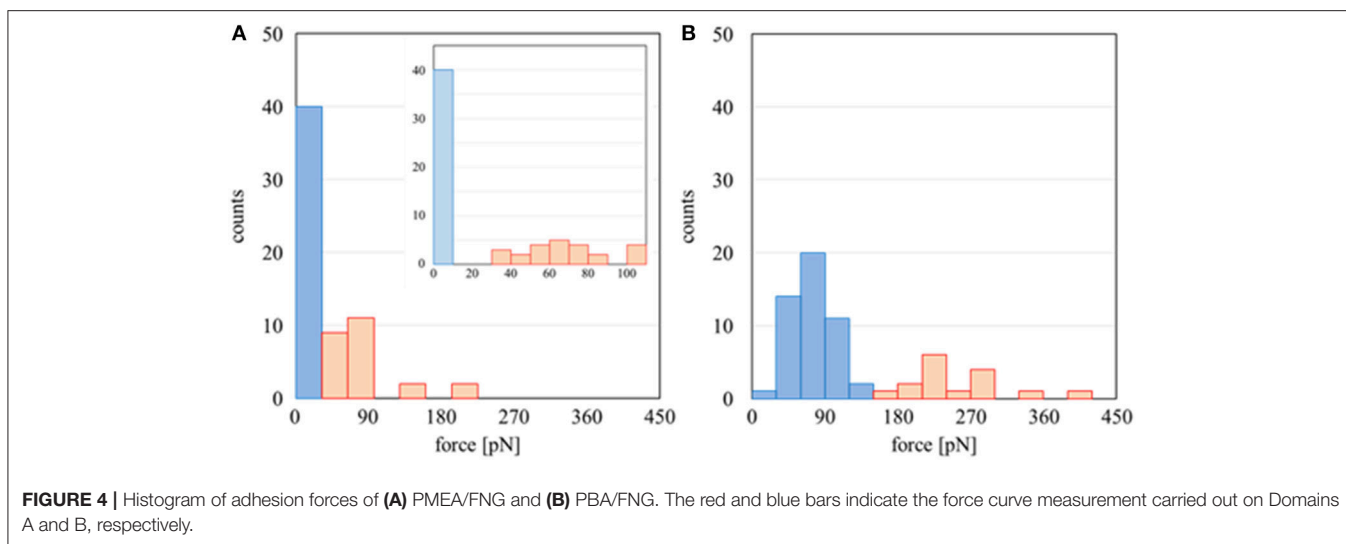 A
50
40
30
20
10
0
counts
0 90 180 270 360 450
force [pN]
40
30
20
10
0
0 20 40 60 80 100
B
50
40
30
20
10
0
counts
0 90 180 270 360 450
force [pN]
FIGURE 4 | Histogram of adhesion forces of (A) PMEA/FNG and (B) PBA/FNG. The red and blue bars indicate the force curve measurement carried out on Domains
A and B, respectively.